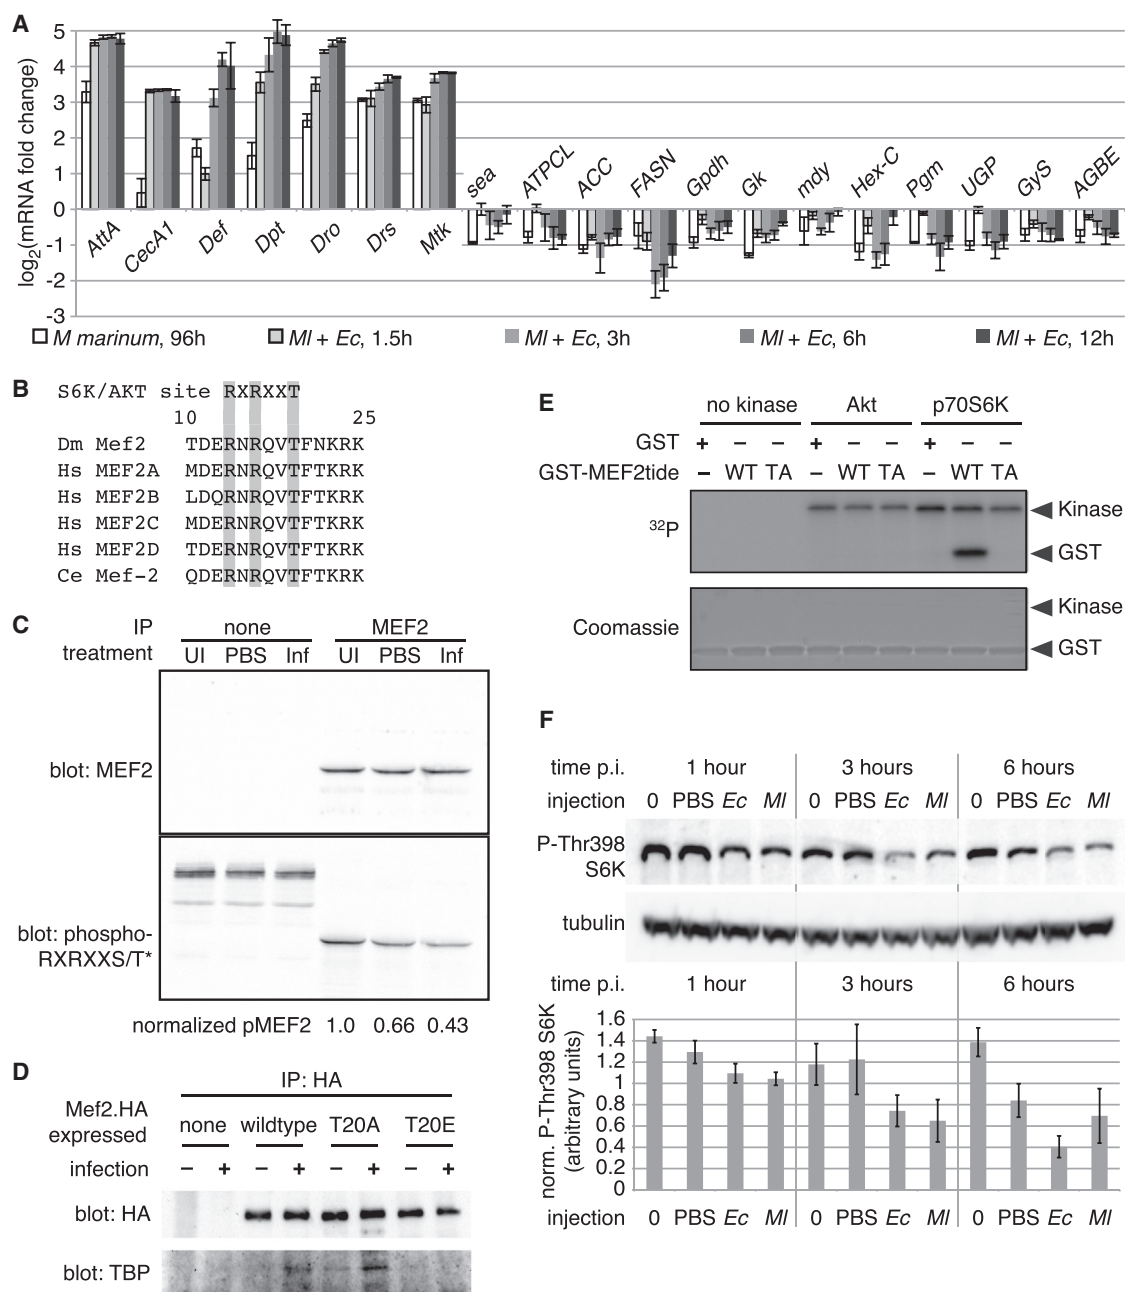 A
log2(mRNA fold change)
5
4
3
2
1
0
-1
-2
-3
AttA CecA1 Def Dpt Dro Drs Mtk
sea ATPCL ACC FASN Gpdh Gk mdy Hex-C Pgm UGP GyS AGBE
M marinum, 96h Ml + Ec, 1.5h Ml + Ec, 3h Ml + Ec, 6h Ml + Ec, 12h
B
S6K/AKT site RXRXXT
10 25
Dm Mef2 TDERNRQVTFNKRK
Hs MEF2A MDERNRQVTFTKRK
Hs MEF2B LDQRNRQVTFTKRK
Hs MEF2C MDERNRQVTFTKRK
Hs MEF2D TDERNRQVTFTKRK
Ce Mef-2 QDERNRQVTFTKRK
C
IP none MEF2
treatment UI PBS Inf UI PBS Inf
blot: MEF2
blot: phospho-
RXRXXS/T*
normalized pMEF2 1.0 0.66 0.43
D
IP: HA
Mef2.HA
expressed none wildtype T20A T20E
infection – + – + – + – +
blot: HA
blot: TBP
E
no kinase Akt p70S6K
GST + – – + – – + – –
GST-MEF2tide – WT TA – WT TA – WT TA
32P
Kinase
GST
Coomassie
Kinase
GST
F
time p.i. 1 hour 3 hours 6 hours
injection 0 PBS Ec Ml 0 PBS Ec Ml 0 PBS Ec Ml
P-Thr398
S6K
tubulin
time p.i. 1 hour 3 hours 6 hours
norm. P-Thr398 S6K
(arbitrary units)
1.6
1.4
1.2
1
0.8
0.6
0.4
0.2
0
injection 0 PBS Ec Ml 0 PBS Ec Ml 0 PBS Ec Ml